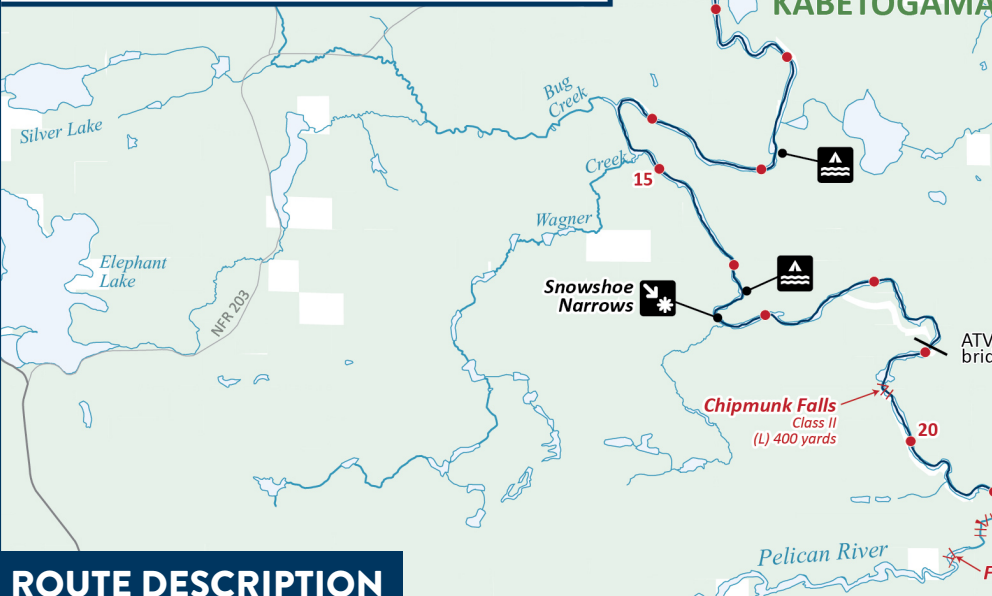 KABETOGAMA
Bug
Creek
Silver Lake
Creek
15
Wagner
Elephant
Lake
Snowshoe
Narrows
NFR 203
ATV
Chipmunk Falls
Class II
(L) 400 yards
20
Pelican River
ROUTE DESCRIPTION